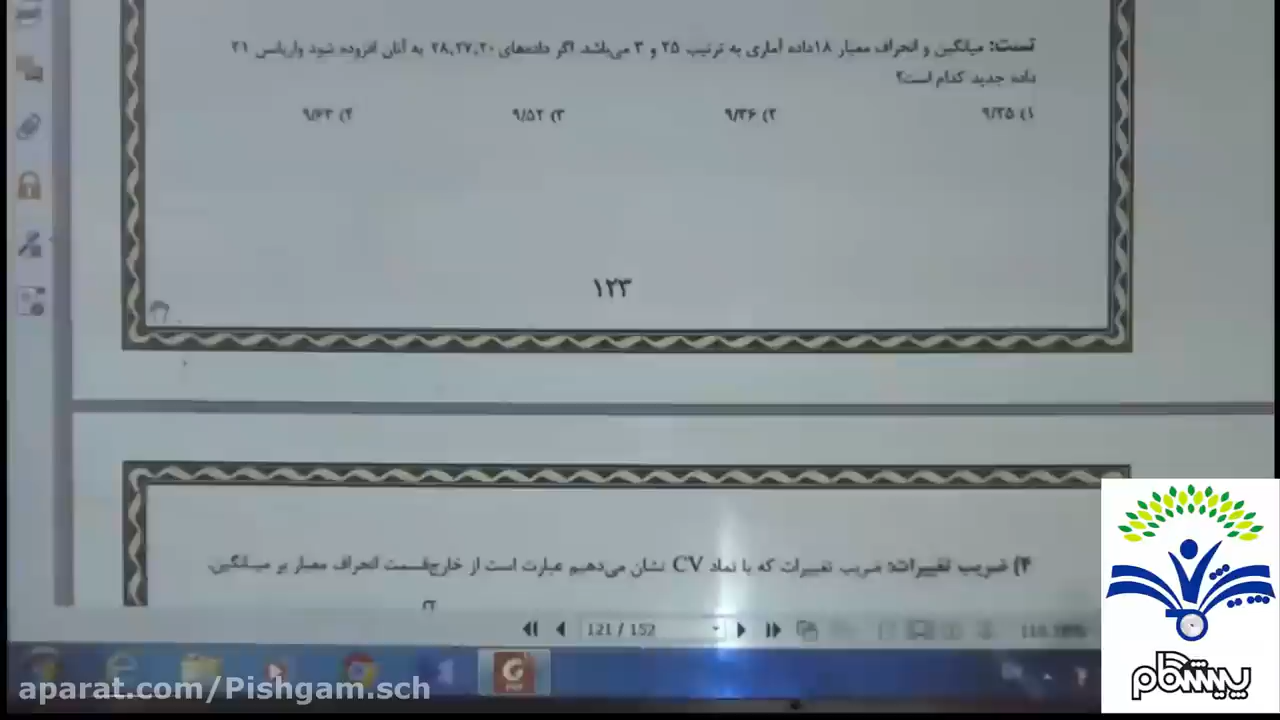 تست: میانگین و انحراف معیار ۱۸داده آماری به ترتیب ۲۵ و ۳ می‌باشد. اگر داده‌های ۲۸,۲۷,۲۰ به آنان افزوده شود واریانس ۲۱
داده جدید کدام است؟
۱) ۹/۳۵ ۲) ۹/۳۶ ۳) ۹/۵۲ ۴) ۹/۶۳
۱۲۳
۴) ضریب تغییرات: ضریب تغییرات که با نماد CV نشان می‌دهیم عبارت است از خارج‌قسمت انحراف معیار بر میانگین.
121 / 152
aparat.com/Pishgam.sch
پیشگام